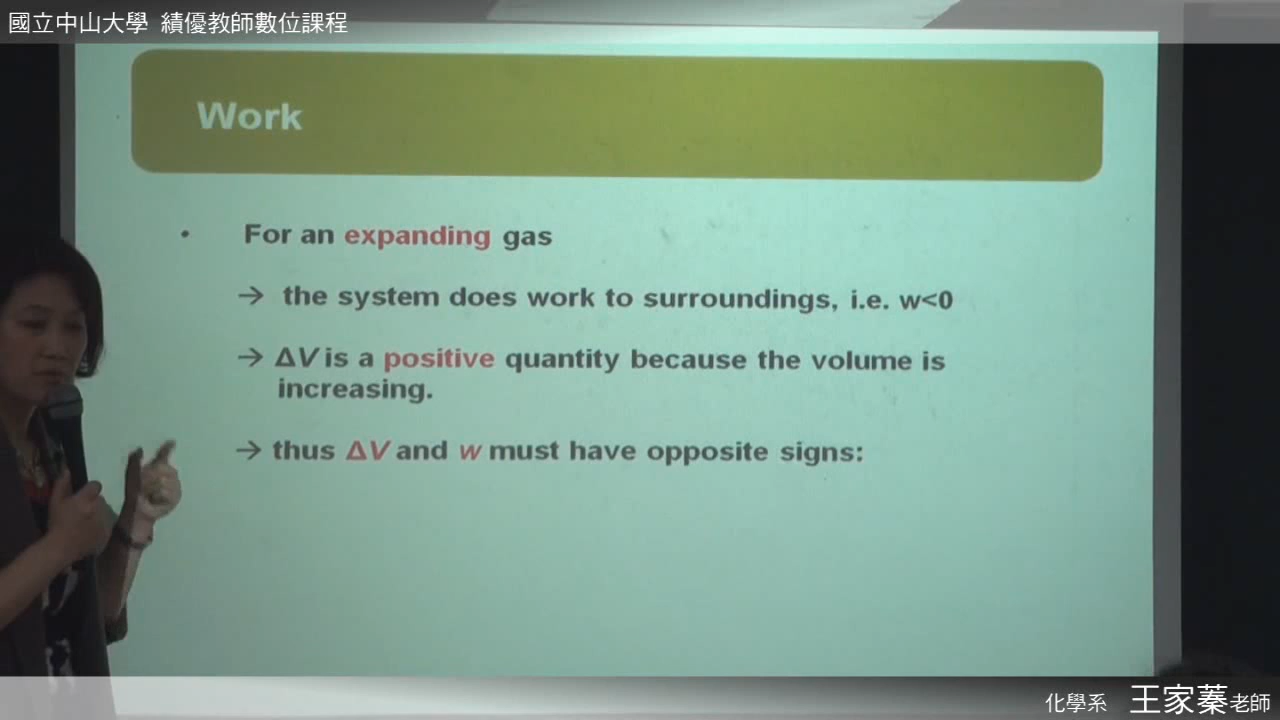 國立中山大學 績優教師數位課程
Work
• For an expanding gas
→ the system does work to surroundings, i.e. w<0
→ ΔV is a positive quantity because the volume is
increasing.
→ thus ΔV and w must have opposite signs:
化學系 王家蓁老師